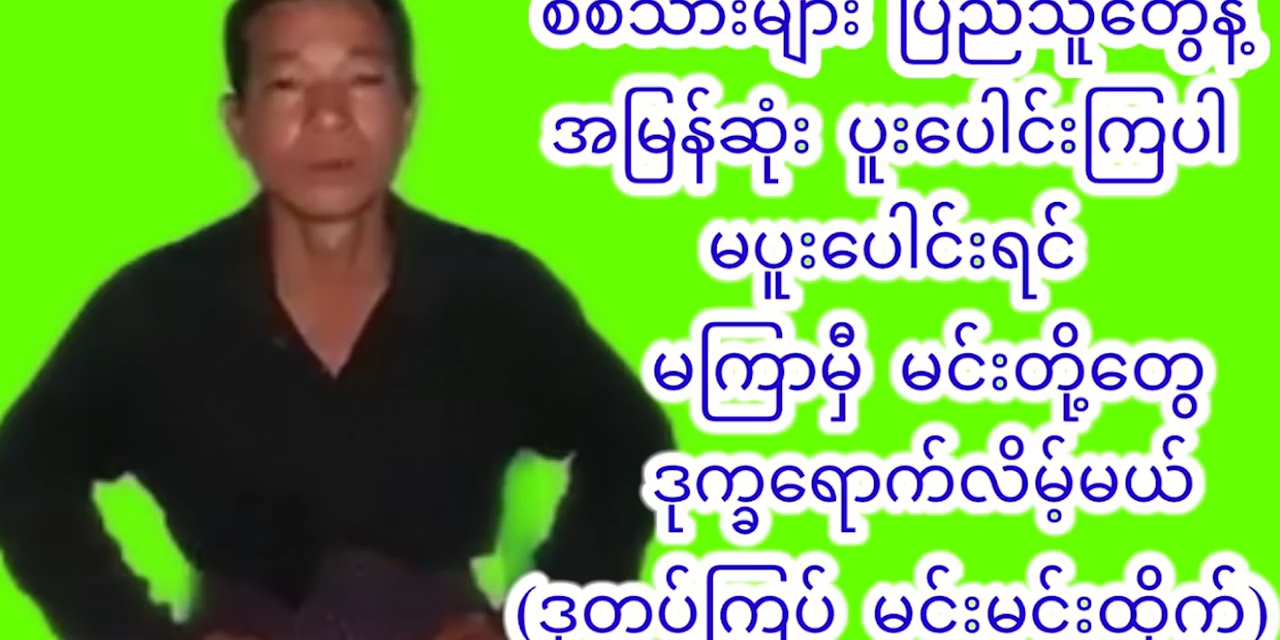 စစ်သားများ ပြည်သူတွေနဲ့
အမြန်ဆုံး ပူးပေါင်းကြပါ
မပူးပေါင်းရင်
မကြာမှီ မင်းတို့တွေ
ဒုက္ခရောက်လိမ့်မယ်
(ဒုတပ်ကြပ် မင်းမင်းထိုက်)